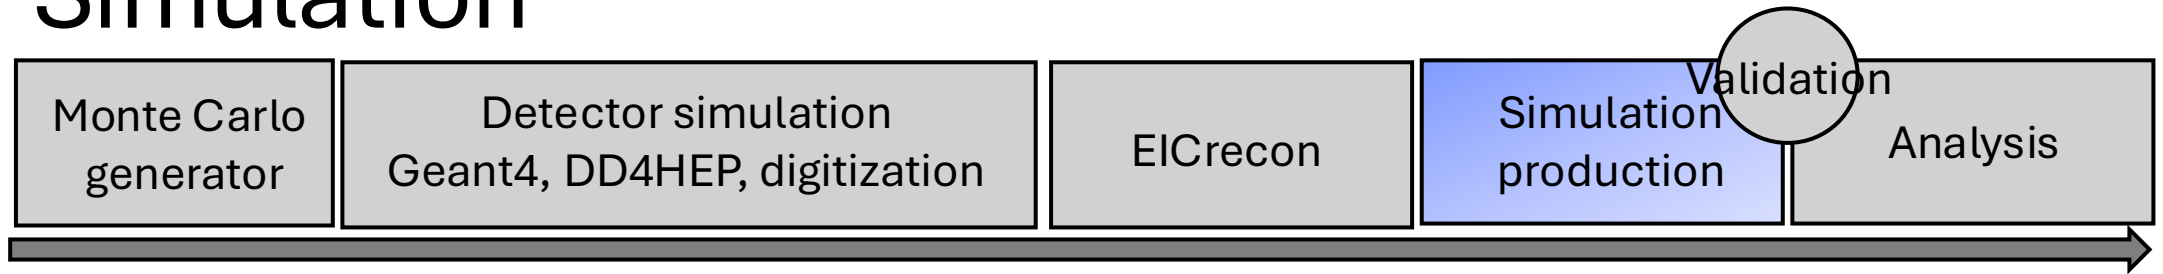 Simulation
Monte Carlo
generator
Detector simulation
Geant4, DD4HEP, digitization
EICrecon
Simulation
production
Validation
Analysis